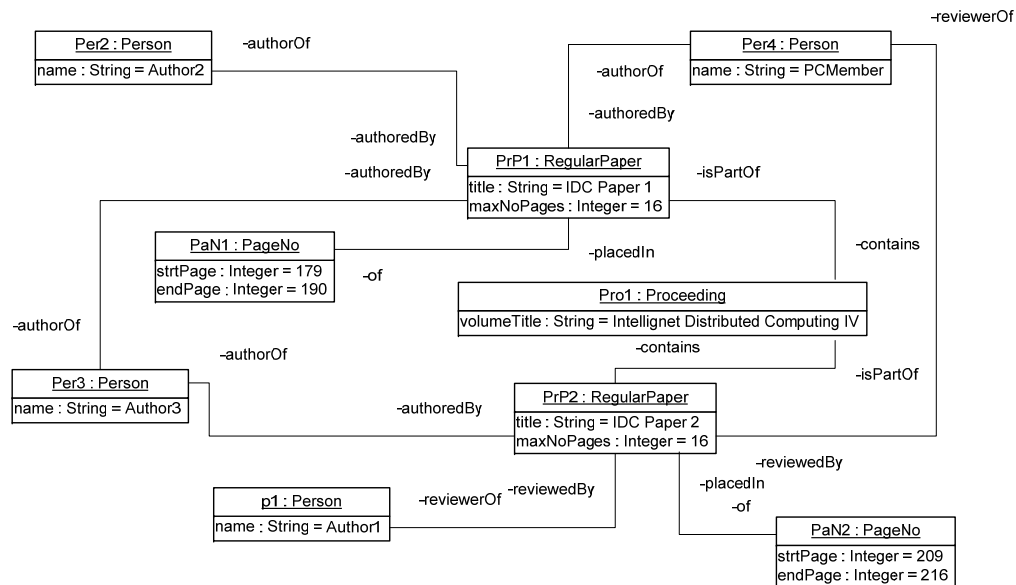 -reviewerOf
Per2 : Person
name : String = Author2
-authorOf
Per4 : Person
name : String = PCMember
-authorOf
-authoredBy
-authoredBy
-authoredBy
PrP1 : RegularPaper
title : String = IDC Paper 1
maxNoPages : Integer = 16
-isPartOf
PaN1 : PageNo
strtPage : Integer = 179
endPage : Integer = 190
-of
-placedIn
-contains
Pro1 : Proceeding
volumeTitle : String = Intellignet Distributed Computing IV
-authorOf
-authorOf
-contains
-isPartOf
Per3 : Person
name : String = Author3
-authoredBy
PrP2 : RegularPaper
title : String = IDC Paper 2
maxNoPages : Integer = 16
-reviewedBy
-placedIn
-of
p1 : Person
name : String = Author1
-reviewerOf
-reviewedBy
PaN2 : PageNo
strtPage : Integer = 209
endPage : Integer = 216